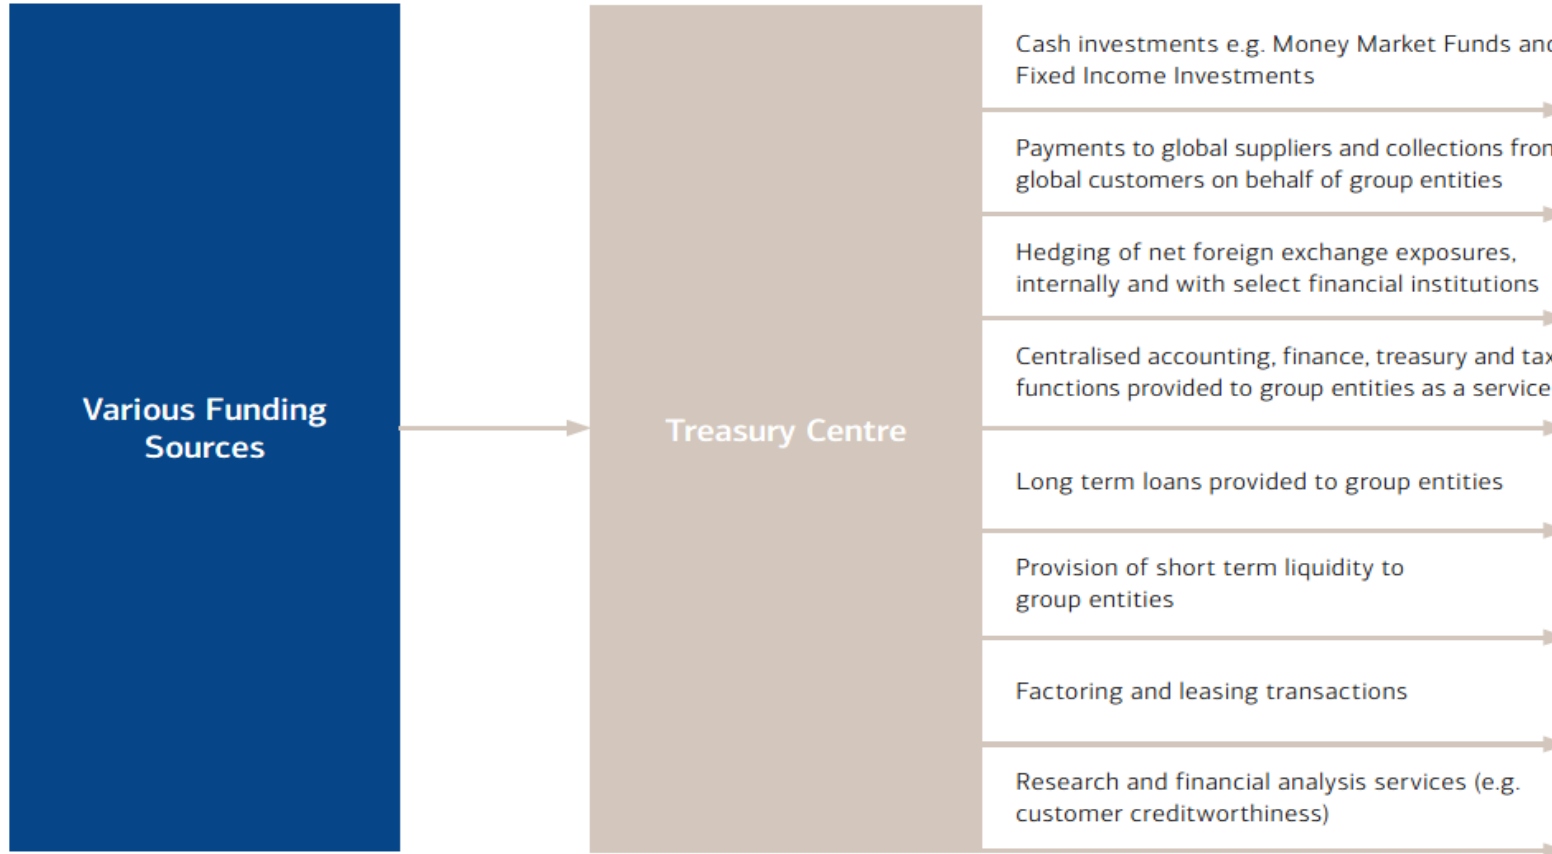 Various Funding
Sources
Treasury Centre
Cash investments e.g. Money Market Funds and
Fixed Income Investments
Payments to global suppliers and collections from
global customers on behalf of group entities
Hedging of net foreign exchange exposures,
internally and with select financial institutions
Centralised accounting, finance, treasury and tax
functions provided to group entities as a service
Long term loans provided to group entities
Provision of short term liquidity to
group entities
Factoring and leasing transactions
Research and financial analysis services (e.g.
customer creditworthiness)